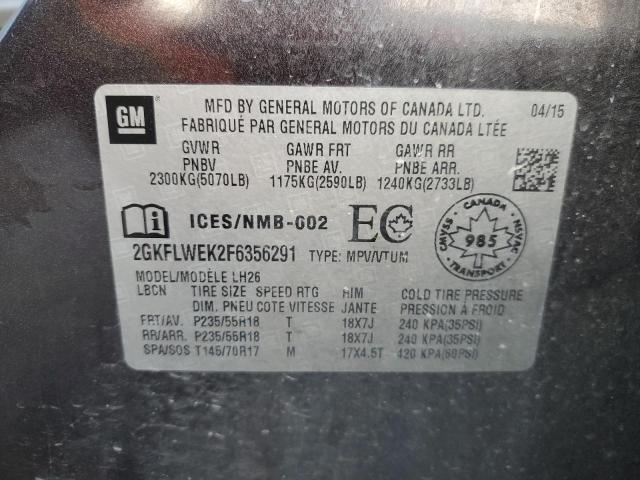 GM
MFD BY GENERAL MOTORS OF CANADA LTD. 04/15
FABRIQUÉ PAR GENERAL MOTORS DU CANADA LTÉE
GVWR GAWR FRT GAWR RR
PNBV PNBE AV. PNBE ARR.
2300KG(5070LB) 1175KG(2590LB) 1240KG(2733LB)
ICES/NMB-002 EC
CANADA
CMVSS 985 NSVAC
TRANSPORT
2GKFLWEK2F6356291 TYPE: MPV/VTUM
MODEL/MODÈLE LH26
LBCN TIRE SIZE SPEED RTG RIM COLD TIRE PRESSURE
DIM. PNEU COTE VITESSE JANTE PRESSION À FROID
FRT/AV. P235/55R18 T 18X7J 240 KPA(35PSI)
RR/ARR. P235/55R18 T 18X7J 240 KPA(35PSI)
SPA/SOS T145/70R17 M 17X4.5T 420 KPA(60PSI)